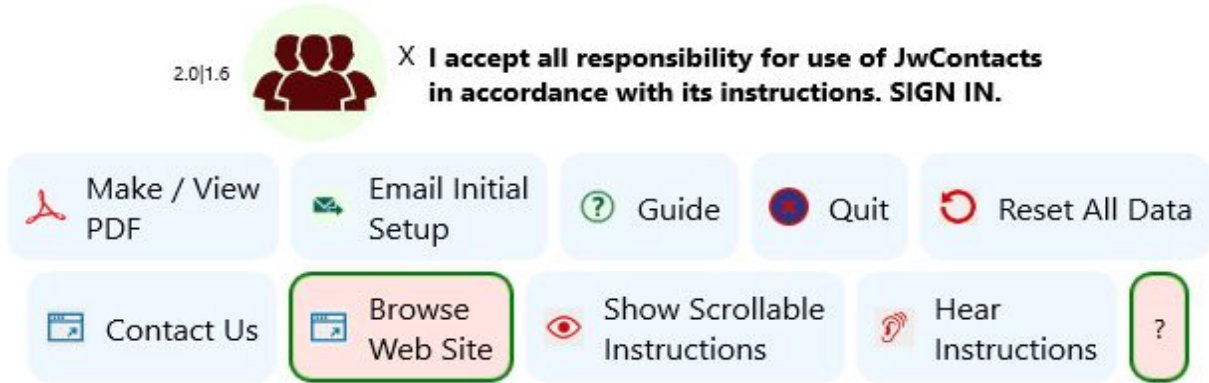 2.0|1.6
X I accept all responsibility for use of JwContacts
in accordance with its instructions. SIGN IN.
Make / View
PDF
Email Initial
Setup
Guide
Quit
Reset All Data
Contact Us
Browse
Web Site
Show Scrollable
Instructions
Hear
Instructions
?